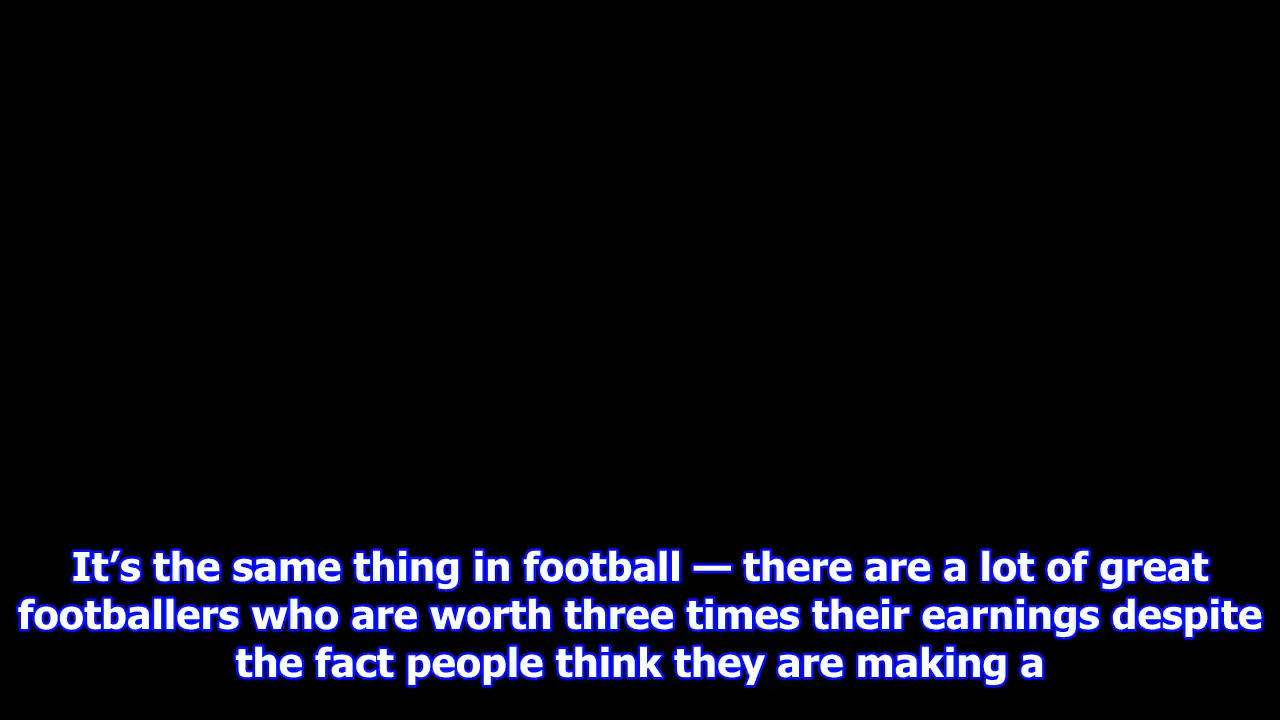 It’s the same thing in football — there are a lot of great
footballers who are worth three times their earnings despite
the fact people think they are making a